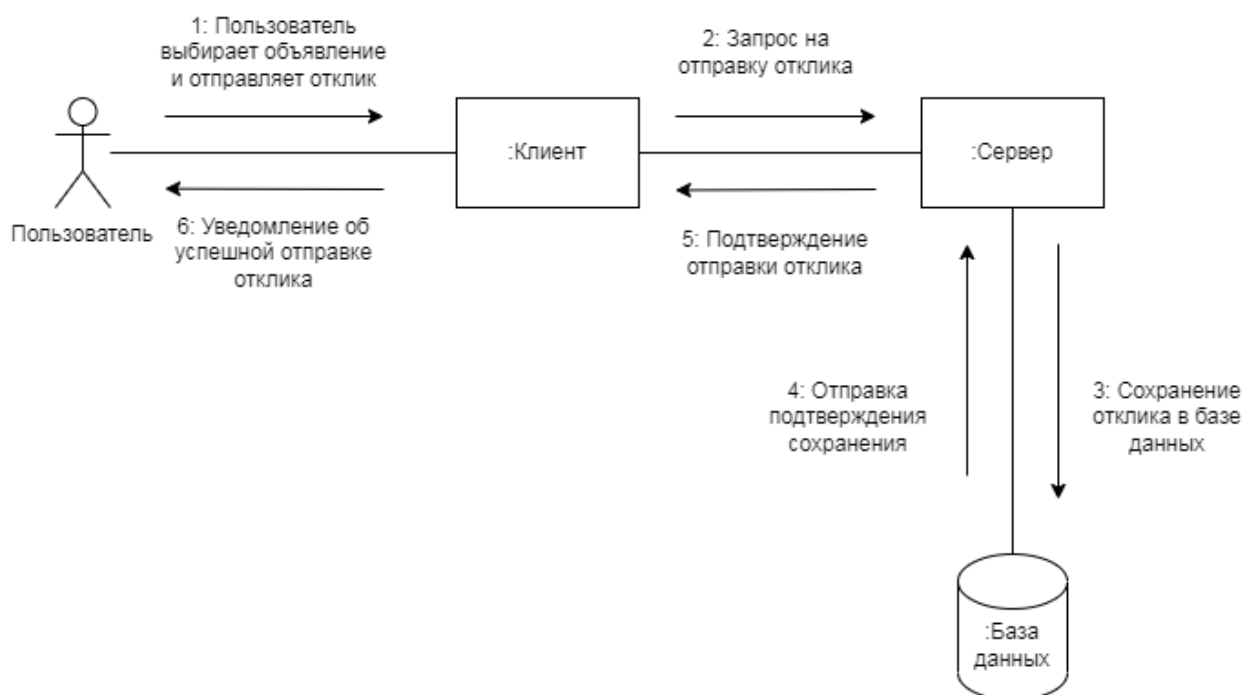 1: Пользователь
выбирает объявление
и отправляет отклик
2: Запрос на
отправку отклика
:Клиент
:Сервер
Пользователь
6: Уведомление об
успешной отправке
отклика
5: Подтверждение
отправки отклика
4: Отправка
подтверждения
сохранения
3: Сохранение
отклика в базе
данных
:База
данных